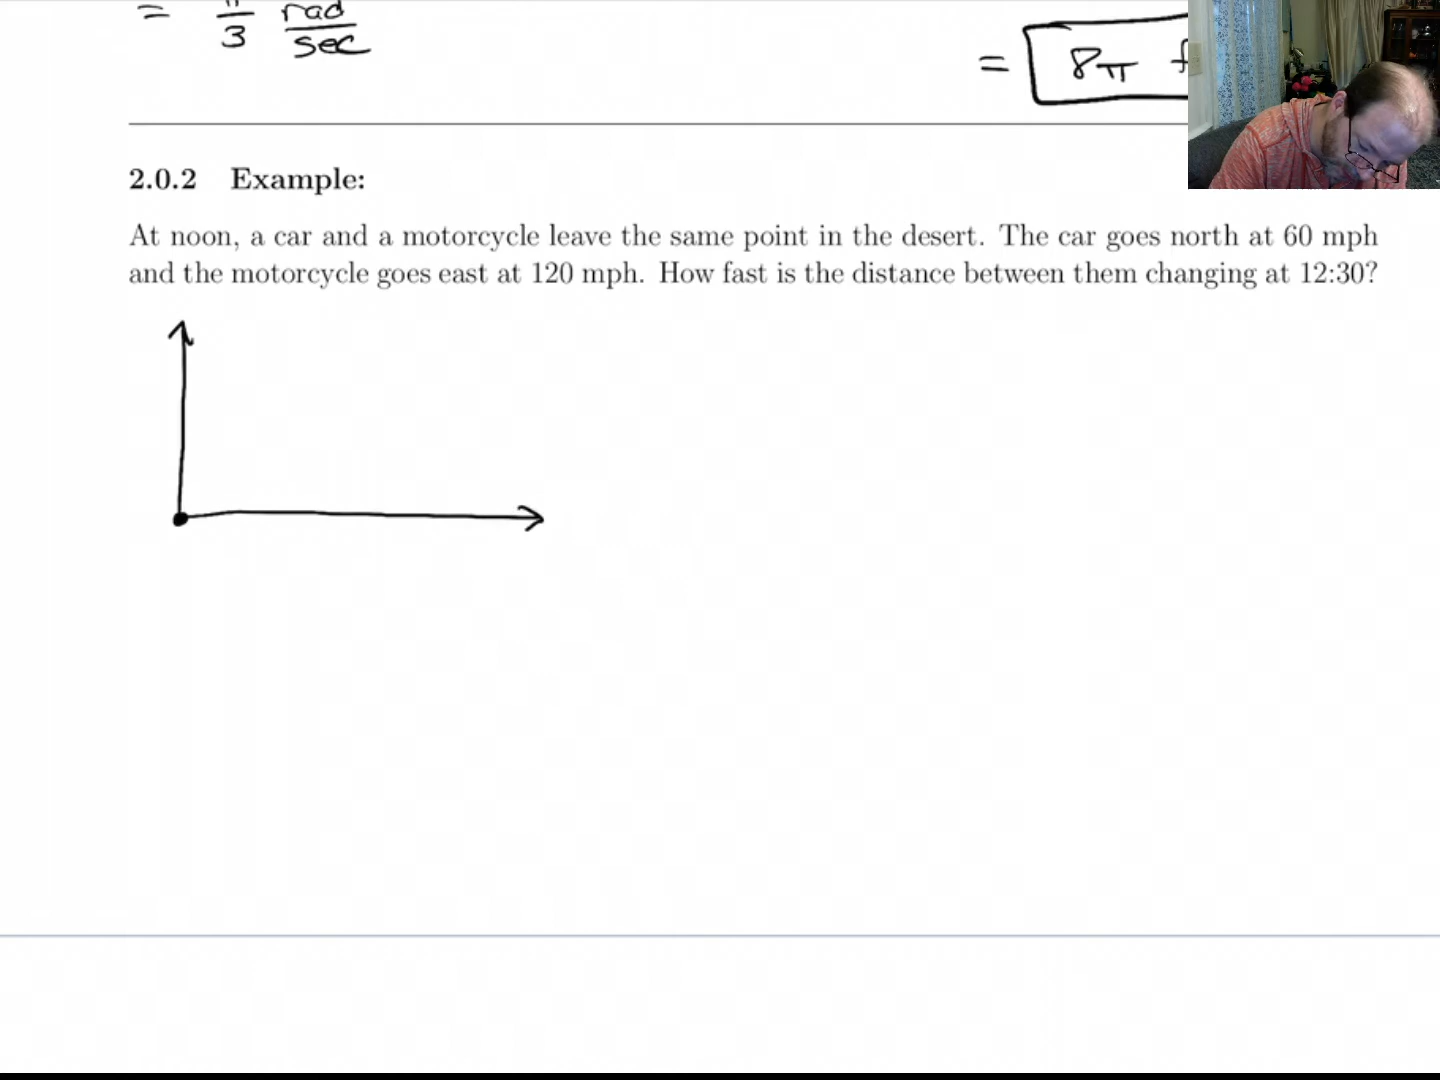 = π/3 rad/sec
= 8π
2.0.2 Example:
At noon, a car and a motorcycle leave the same point in the desert. The car goes north at 60 mph
and the motorcycle goes east at 120 mph. How fast is the distance between them changing at 12:30?